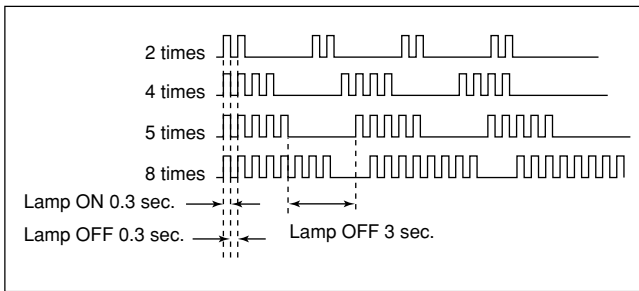 2 times
4 times
5 times
8 times
Lamp ON 0.3 sec.
Lamp OFF 0.3 sec.
Lamp OFF 3 sec.